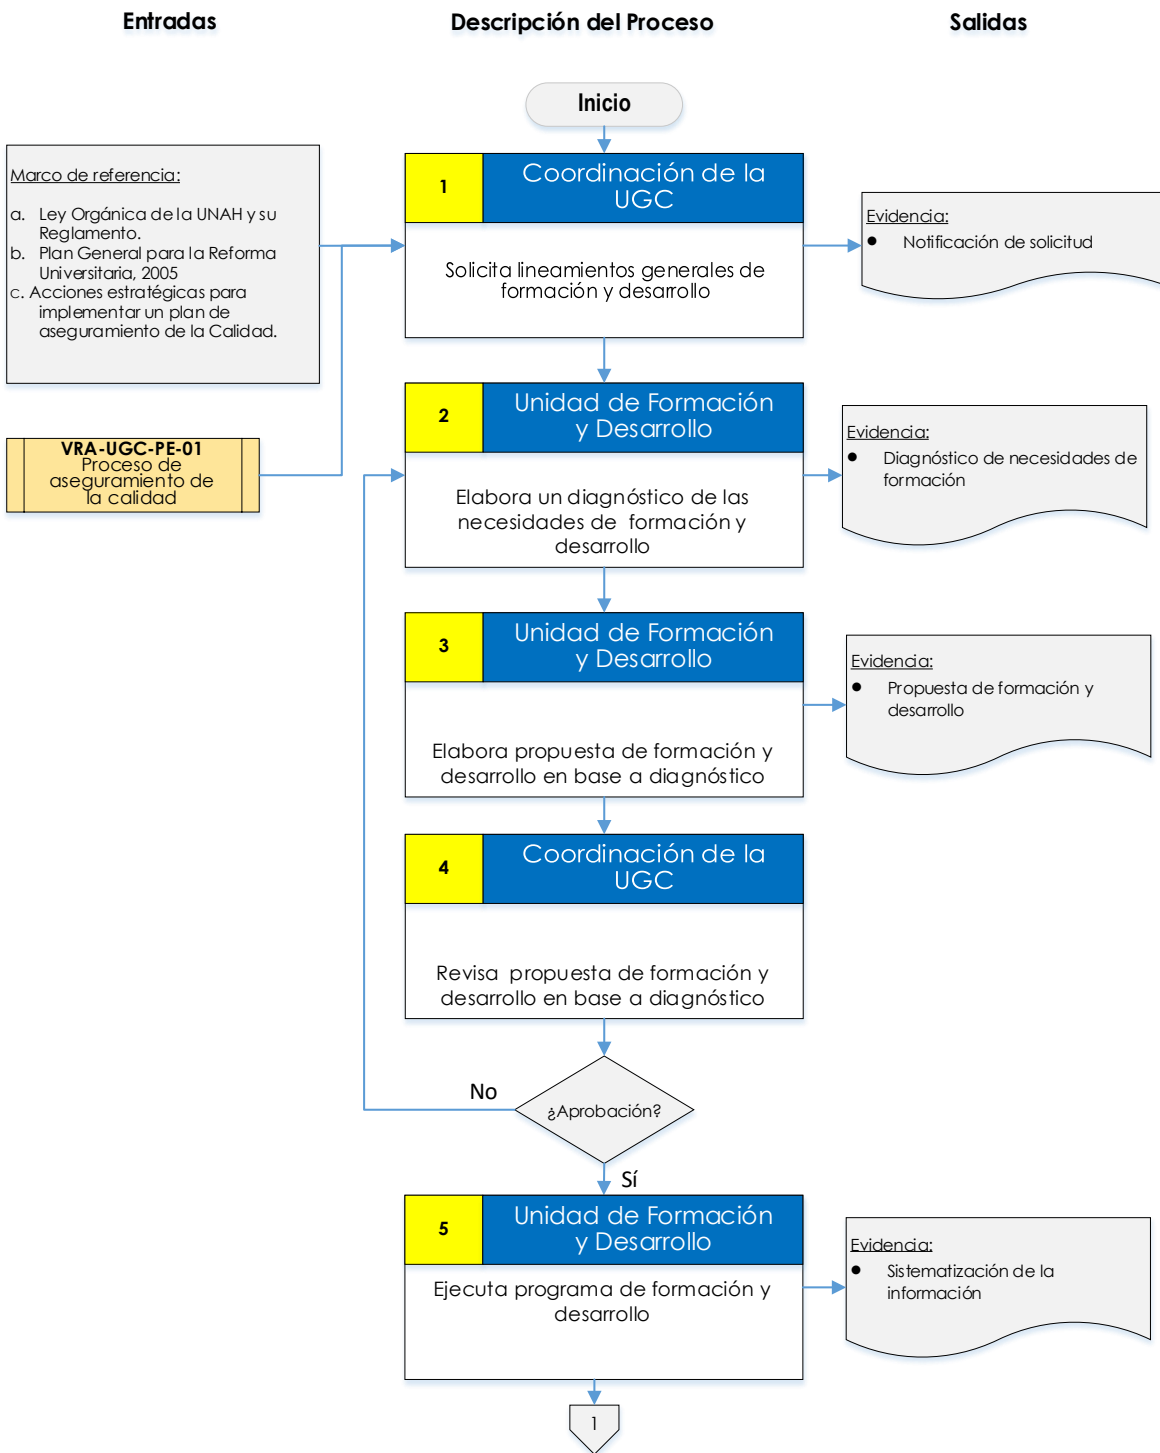 Entradas
Descripción del Proceso
Salidas
Inicio
Marco de referencia:
a. Ley Orgánica de la UNAH y su
Reglamento.
b. Plan General para la Reforma
Universitaria, 2005
c. Acciones estratégicas para
implementar un plan de
aseguramiento de la Calidad.
1
Coordinación de la
UGC
Solicita lineamientos generales de
formación y desarrollo
Evidencia:
● Notificación de solicitud
VRA-UGC-PE-01
Proceso de
aseguramiento de
la calidad
2
Unidad de Formación
y Desarrollo
Elabora un diagnóstico de las
necesidades de formación y
desarrollo
Evidencia:
● Diagnóstico de necesidades de
formación
3
Unidad de Formación
y Desarrollo
Elabora propuesta de formación y
desarrollo en base a diagnóstico
Evidencia:
● Propuesta de formación y
desarrollo
4
Coordinación de la
UGC
Revisa propuesta de formación y
desarrollo en base a diagnóstico
No
¿Aprobación?
Sí
5
Unidad de Formación
y Desarrollo
Ejecuta programa de formación y
desarrollo
Evidencia:
● Sistematización de la
información
1